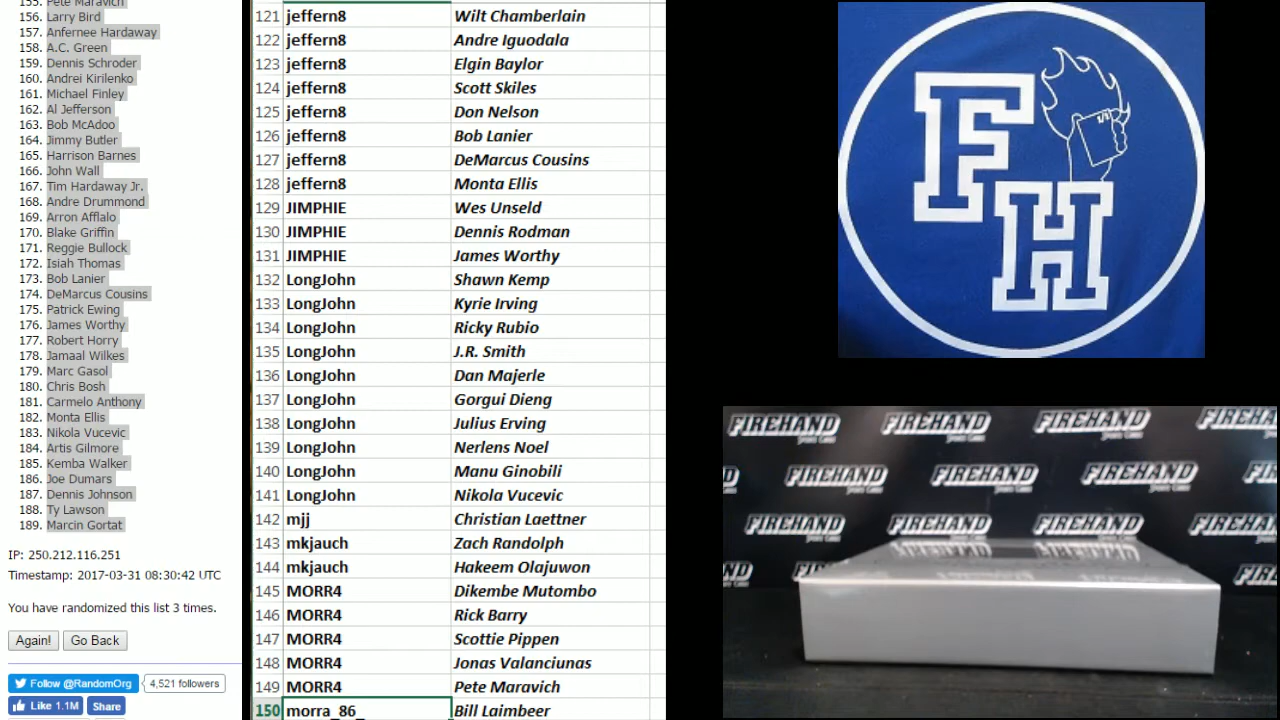 155. Pete Maravich
156. Larry Bird
157. Anfernee Hardaway
158. A.C. Green
159. Dennis Schroder
160. Andrei Kirilenko
161. Michael Finley
162. Al Jefferson
163. Bob McAdoo
164. Jimmy Butler
165. Harrison Barnes
166. John Wall
167. Tim Hardaway Jr.
168. Andre Drummond
169. Arron Afflalo
170. Blake Griffin
171. Reggie Bullock
172. Isiah Thomas
173. Bob Lanier
174. DeMarcus Cousins
175. Patrick Ewing
176. James Worthy
177. Robert Horry
178. Jamaal Wilkes
179. Marc Gasol
180. Chris Bosh
181. Carmelo Anthony
182. Monta Ellis
183. Nikola Vucevic
184. Artis Gilmore
185. Kemba Walker
186. Joe Dumars
187. Dennis Johnson
188. Ty Lawson
189. Marcin Gortat
IP: 250.212.116.251
Timestamp: 2017-03-31 08:30:42 UTC
You have randomized this list 3 times.
Again! Go Back
Follow @RandomOrg 4,521 followers
Like 1.1M Share
121 jeffern8 Wilt Chamberlain
122 jeffern8 Andre Iguodala
123 jeffern8 Elgin Baylor
124 jeffern8 Scott Skiles
125 jeffern8 Don Nelson
126 jeffern8 Bob Lanier
127 jeffern8 DeMarcus Cousins
128 jeffern8 Monta Ellis
129 JIMPHIE Wes Unseld
130 JIMPHIE Dennis Rodman
131 JIMPHIE James Worthy
132 LongJohn Shawn Kemp
133 LongJohn Kyrie Irving
134 LongJohn Ricky Rubio
135 LongJohn J.R. Smith
136 LongJohn Dan Majerle
137 LongJohn Gorgui Dieng
138 LongJohn Julius Erving
139 LongJohn Nerlens Noel
140 LongJohn Manu Ginobili
141 LongJohn Nikola Vucevic
142 mjj Christian Laettner
143 mkjauch Zach Randolph
144 mkjauch Hakeem Olajuwon
145 MORR4 Dikembe Mutombo
146 MORR4 Rick Barry
147 MORR4 Scottie Pippen
148 MORR4 Jonas Valanciunas
149 MORR4 Pete Maravich
150 morra_86_ Bill Laimbeer
F
H
FIREHAND FIREHAND FIREHAND
FIREHAND FIREHAND FIREHAND
FIREHAND FIREHAND FIREHAND